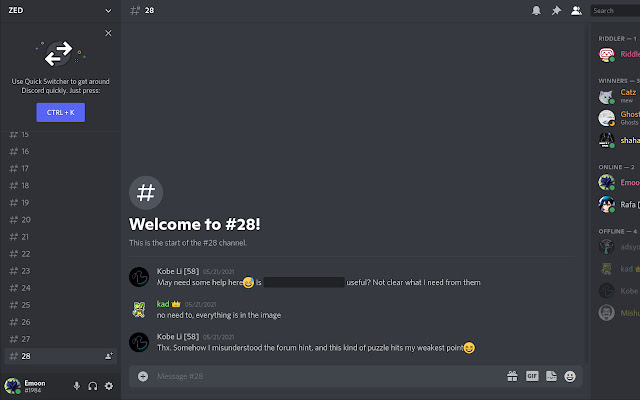 ZED
# 28
Search
Use Quick Switcher to get around
Discord quickly. Just press:
CTRL + K
15
16
17
18
19
20
21
22
23
24
25
26
27
28
Emoon
#1984
Welcome to #28!
This is the start of the #28 channel.
Kobe Li [58] 05/21/2021
May need some help here Is useful? Not clear what I need from them
kad 05/21/2021
no need to, everything is in the image
Kobe Li [58] 05/21/2021
Thx. Somehow I misunderstood the forum hint, and this kind of puzzle hits my weakest point
Message #28
GIF
RIDDLER — 1
Riddle
WINNERS — 3
Catz
mew
Ghost
Ghosts
shaha
ONLINE — 2
Emoo
Rafa [
OFFLINE — 4
adsyo
kad
Kobe
Mishu